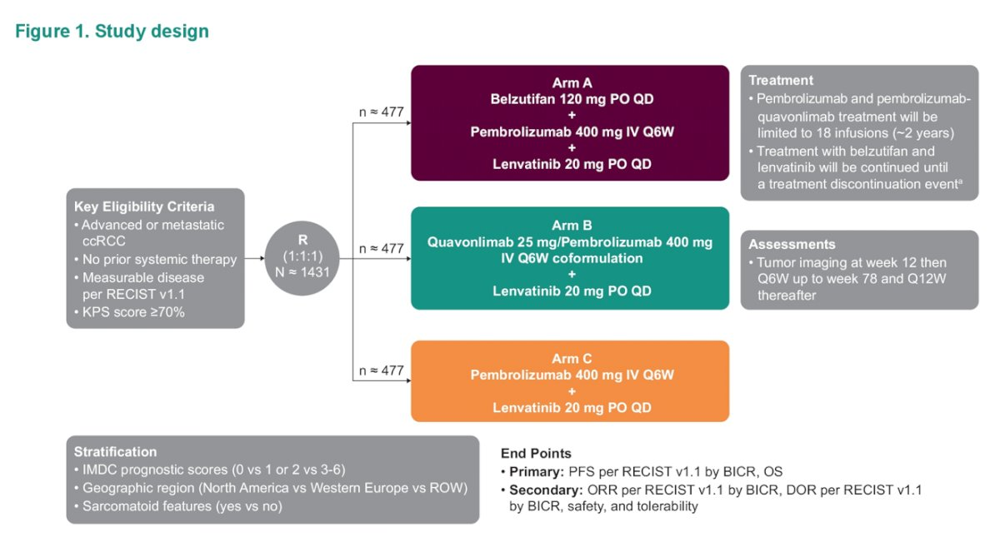 Figure 1. Study design
Key Eligibility Criteria
• Advanced or metastatic
ccRCC
• No prior systemic therapy
• Measurable disease
per RECIST v1.1
• KPS score ≥70%
R
(1:1:1)
N ≈ 1431
n ≈ 477
Arm A
Belzutifan 120 mg PO QD
+
Pembrolizumab 400 mg IV Q6W
+
Lenvatinib 20 mg PO QD
n ≈ 477
Arm B
Quavonlimab 25 mg/Pembrolizumab 400 mg
IV Q6W coformulation
+
Lenvatinib 20 mg PO QD
n ≈ 477
Arm C
Pembrolizumab 400 mg IV Q6W
+
Lenvatinib 20 mg PO QD
Treatment
• Pembrolizumab and pembrolizumab-
quavonlimab treatment will be
limited to 18 infusions (~2 years)
• Treatment with belzutifan and
lenvatinib will be continued until
a treatment discontinuation eventᵃ
Assessments
• Tumor imaging at week 12 then
Q6W up to week 78 and Q12W
thereafter
Stratification
• IMDC prognostic scores (0 vs 1 or 2 vs 3-6)
• Geographic region (North America vs Western Europe vs ROW)
• Sarcomatoid features (yes vs no)
End Points
• Primary: PFS per RECIST v1.1 by BICR, OS
• Secondary: ORR per RECIST v1.1 by BICR, DOR per RECIST v1.1
by BICR, safety, and tolerability